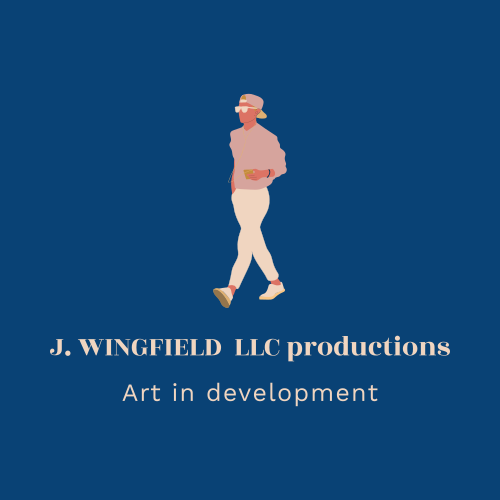 J. WINGFIELD LLC productions
Art in development